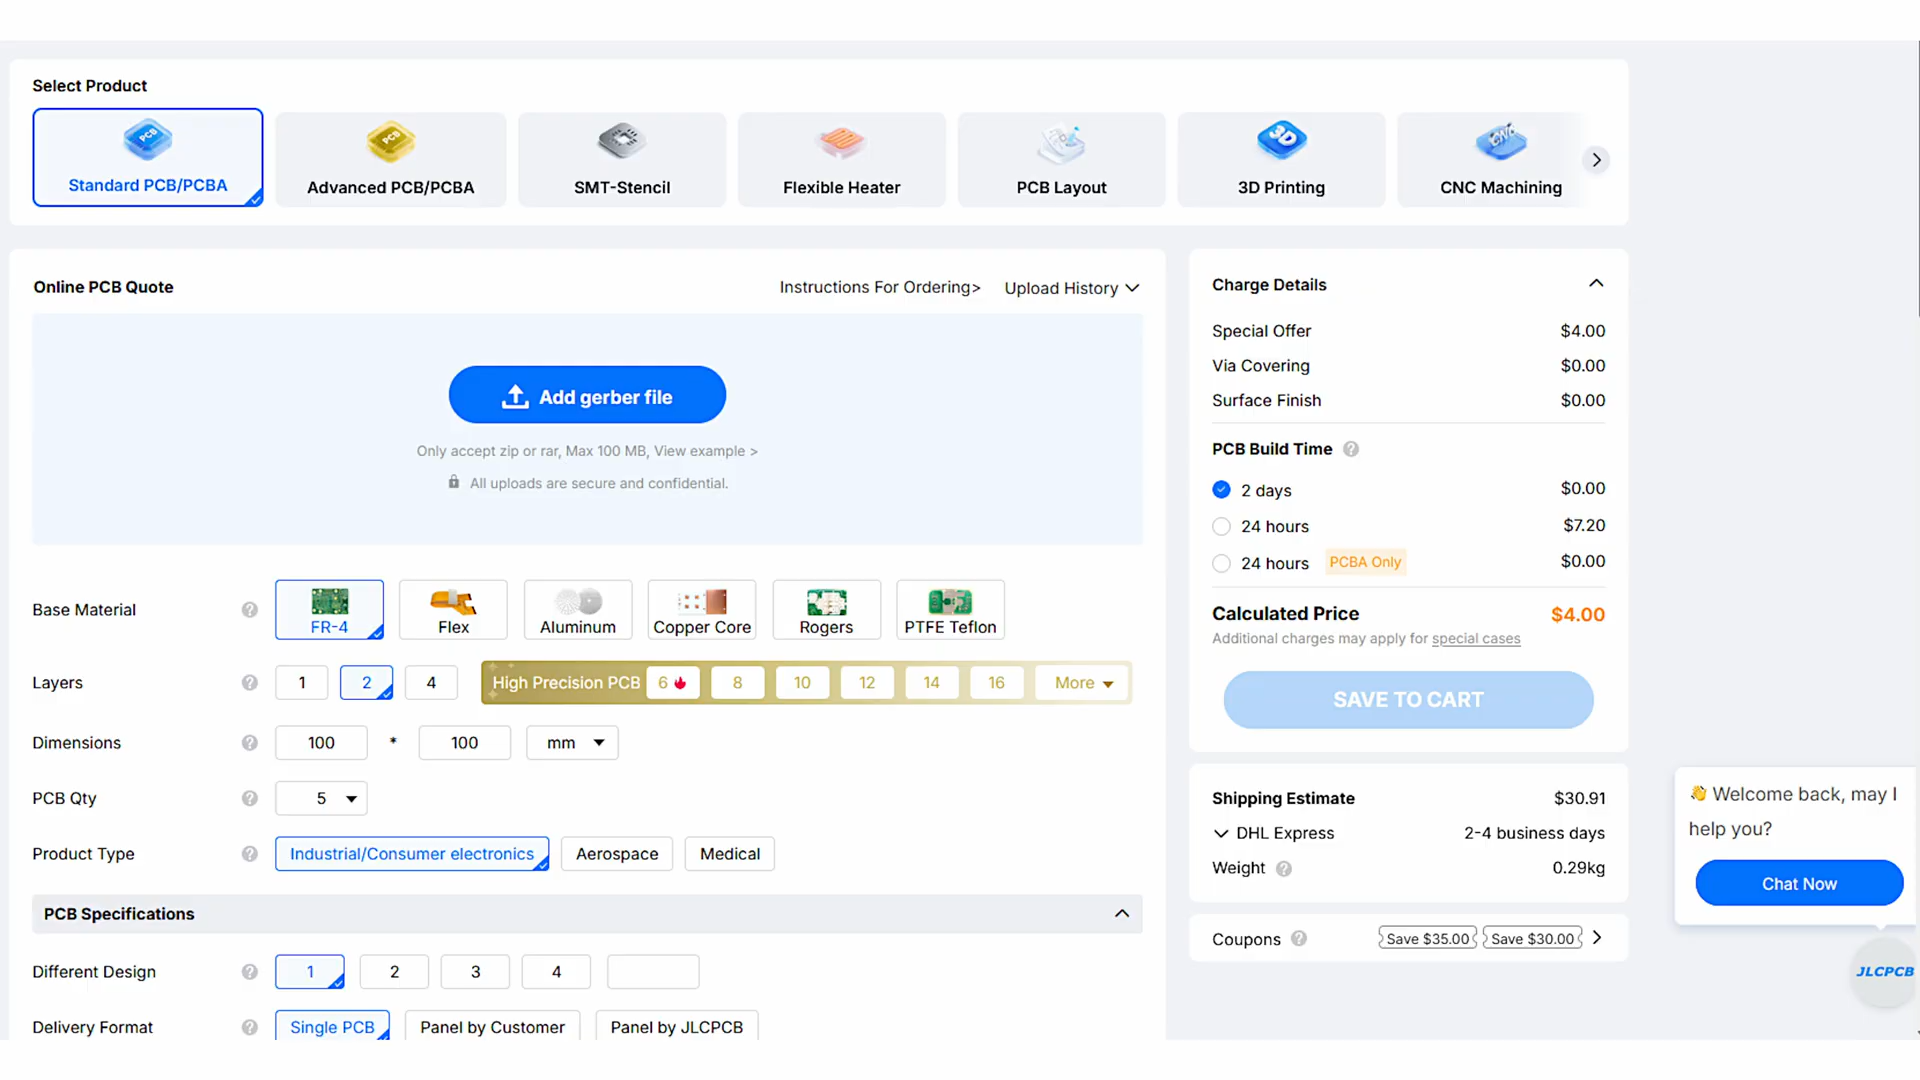 Select Product
PCB
PCB
3D
CNC
Standard PCB/PCBA
Advanced PCB/PCBA
SMT-Stencil
Flexible Heater
PCB Layout
3D Printing
CNC Machining
Online PCB Quote
Instructions For Ordering>
Upload History
Add gerber file
Only accept zip or rar, Max 100 MB, View example >
All uploads are secure and confidential.
Base Material
?
FR-4
Flex
Aluminum
Copper Core
Rogers
PTFE Teflon
Layers
?
1
2
4
High Precision PCB
6
8
10
12
14
16
More
Dimensions
?
100
*
100
mm
PCB Qty
?
5
Product Type
?
Industrial/Consumer electronics
Aerospace
Medical
PCB Specifications
Different Design
?
1
2
3
4
Delivery Format
?
Single PCB
Panel by Customer
Panel by JLCPCB
Charge Details
Special Offer $4.00
Via Covering $0.00
Surface Finish $0.00
PCB Build Time ?
2 days $0.00
24 hours $7.20
24 hours PCBA Only $0.00
Calculated Price $4.00
Additional charges may apply for special cases
SAVE TO CART
Shipping Estimate $30.91
DHL Express 2-4 business days
Weight ? 0.29kg
Coupons ? Save $35.00 Save $30.00
👋 Welcome back, may I
help you?
Chat Now
JLCPCB